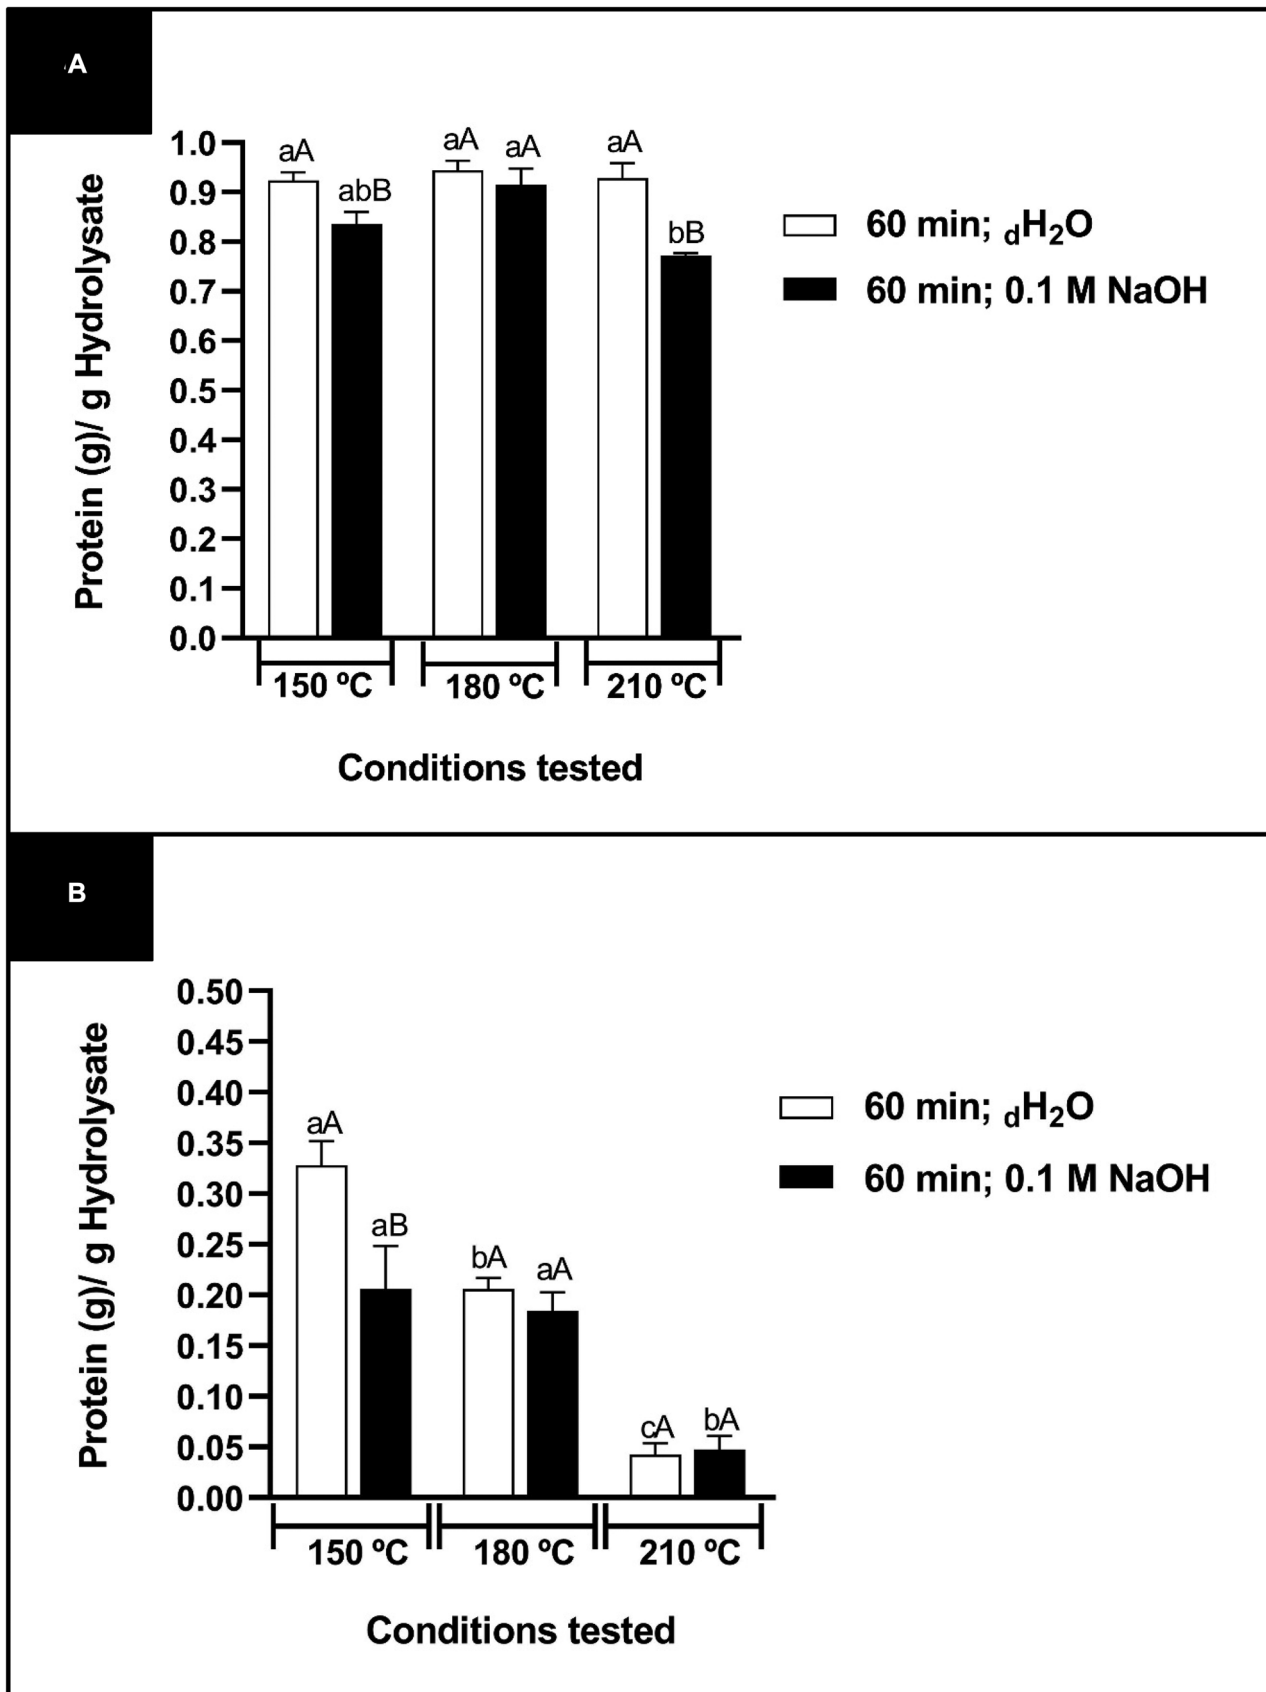 A
1.0
0.9
0.8
0.7
0.6
0.5
0.4
0.3
0.2
0.1
0.0
Protein (g)/ g Hydrolysate
aA
abB
aA
aA
aA
bB
150 ºC
180 ºC
210 ºC
Conditions tested
60 min; dH2O
60 min; 0.1 M NaOH
B
0.50
0.45
0.40
0.35
0.30
0.25
0.20
0.15
0.10
0.05
0.00
Protein (g)/ g Hydrolysate
aA
aB
bA
aA
cA
bA
150 ºC
180 ºC
210 ºC
Conditions tested
60 min; dH2O
60 min; 0.1 M NaOH